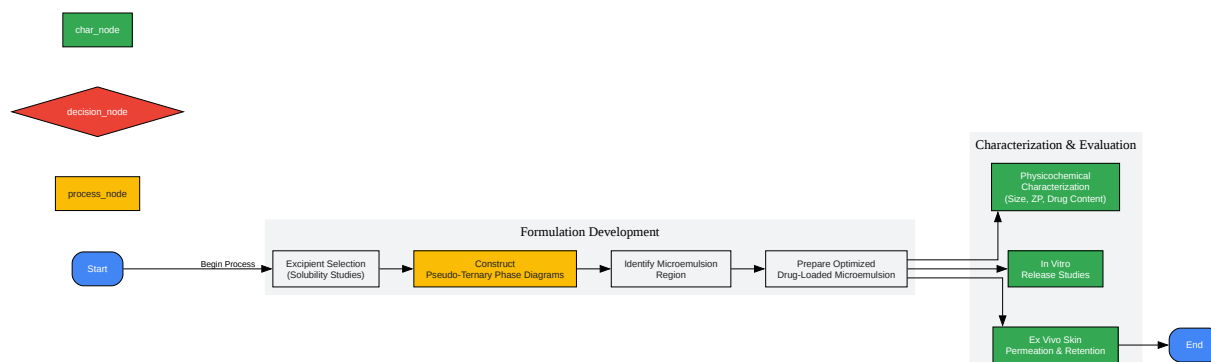 char_node
decision_node
process_node
Start
Begin Process
Formulation Development
Excipient Selection
(Solubility Studies)
Construct
Pseudo-Ternary Phase Diagrams
Identify Microemulsion
Region
Prepare Optimized
Drug-Loaded Microemulsion
Characterization & Evaluation
Physicochemical
Characterization
(Size, ZP, Drug Content)
In Vitro
Release Studies
Ex Vivo Skin
Permeation & Retention
End